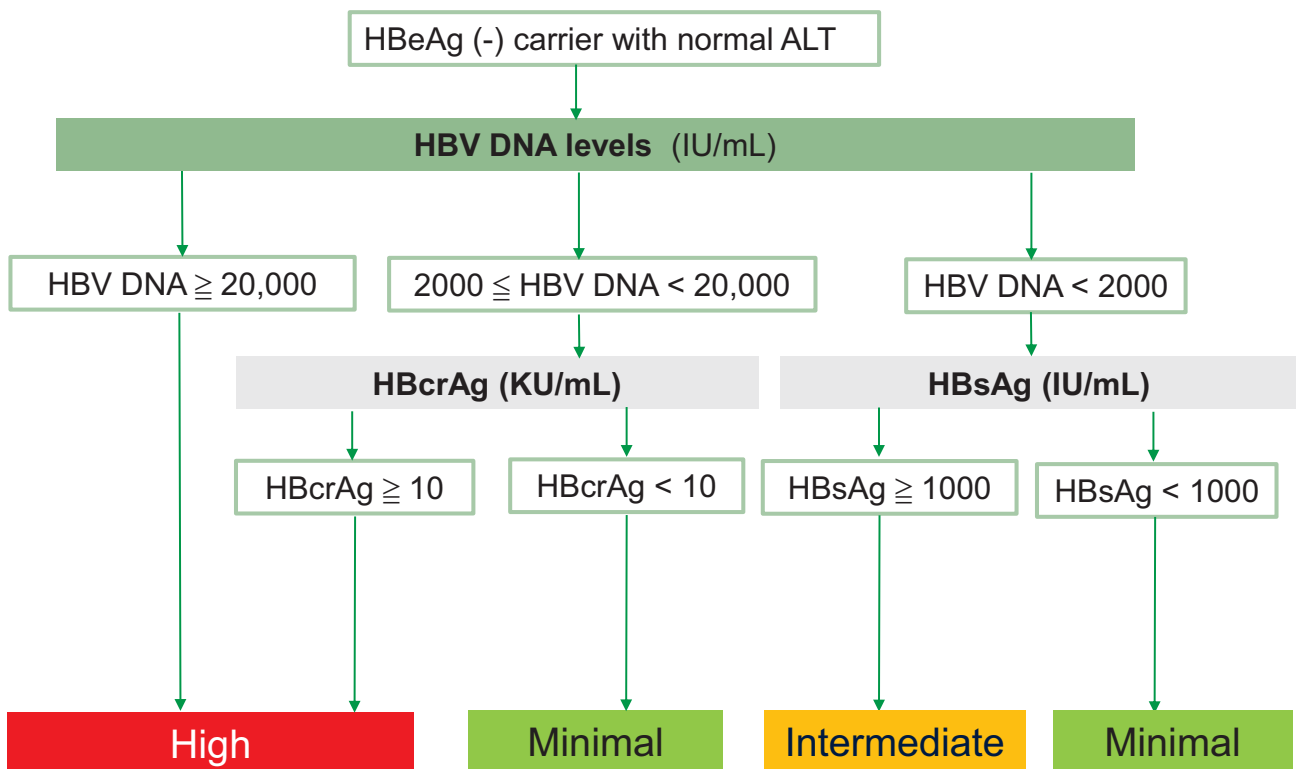 HBeAg (-) carrier with normal ALT
HBV DNA levels (IU/mL)
HBV DNA ≧ 20,000
2000 ≦ HBV DNA < 20,000
HBV DNA < 2000
HBcrAg (KU/mL)
HBsAg (IU/mL)
HBcrAg ≧ 10
HBcrAg < 10
HBsAg ≧ 1000
HBsAg < 1000
High
Minimal
Intermediate
Minimal